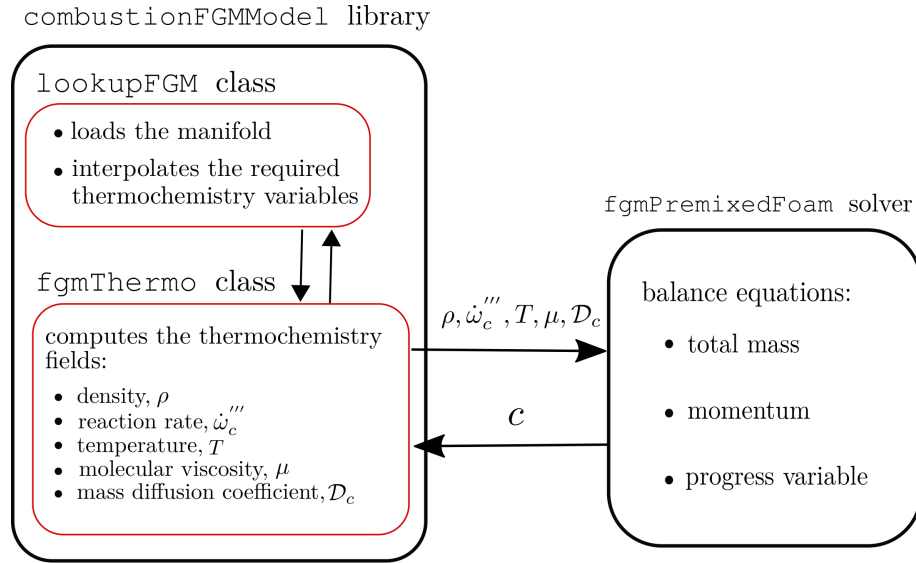 combustionFGMModel library
lookupFGM class
• loads the manifold
• interpolates the required
thermochemistry variables
fgmThermo class
computes the thermochemistry
fields:
• density, ρ
• reaction rate, ω̇_c'''
• temperature, T
• molecular viscosity, μ
• mass diffusion coefficient, 𝒟_c
ρ, ω̇_c''', T, μ, 𝒟_c
c
fgmPremixedFoam solver
balance equations:
• total mass
• momentum
• progress variable